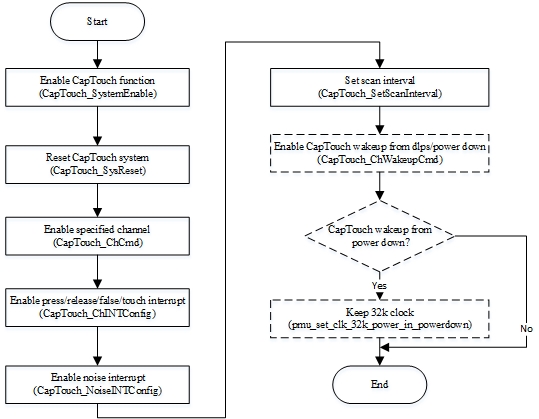 Start
Enable CapTouch function
(CapTouch_SystemEnable)
Reset CapTouch system
(CapTouch_SysReset)
Enable specified channel
(CapTouch_ChCmd)
Enable press/release/false/touch interrupt
(CapTouch_ChINTConfig)
Enable noise interrupt
(CapTouch_NoiseINTConfig)
Set scan interval
(CapTouch_SetScanInterval)
Enable CapTouch wakeup from dlps/power down
(CapTouch_ChWakeupCmd)
CapTouch wakeup from
power down?
Yes
No
Keep 32k clock
(pmu_set_clk_32k_power_in_powerdown)
End